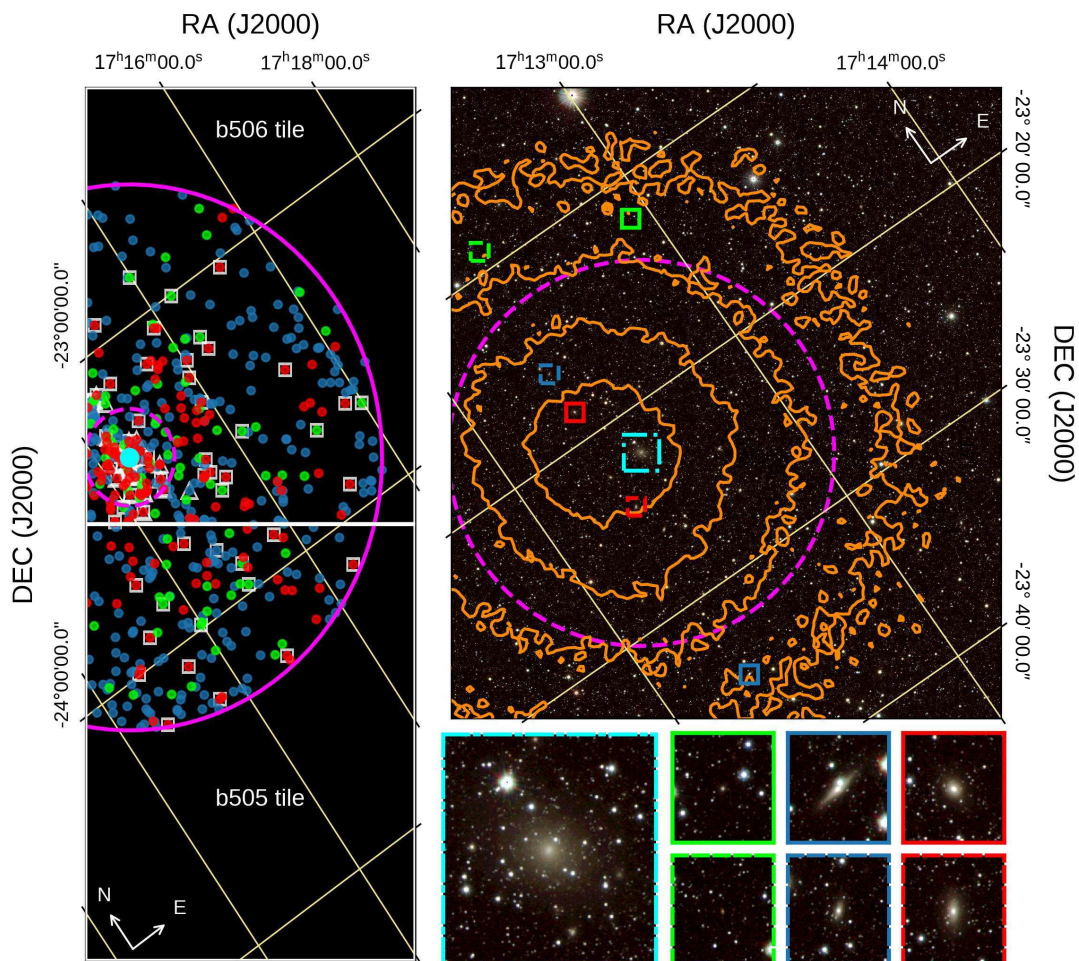 RA (J2000)
RA (J2000)
17ʰ16ᵐ00.0ˢ
17ʰ18ᵐ00.0ˢ
17ʰ13ᵐ00.0ˢ
17ʰ14ᵐ00.0ˢ
b506 tile
N
E
-23° 20' 00.0"
-23°00'00.0"
-23° 30' 00.0"
DEC (J2000)
DEC (J2000)
-23° 40' 00.0"
-24°00'00.0"
b505 tile
N
E